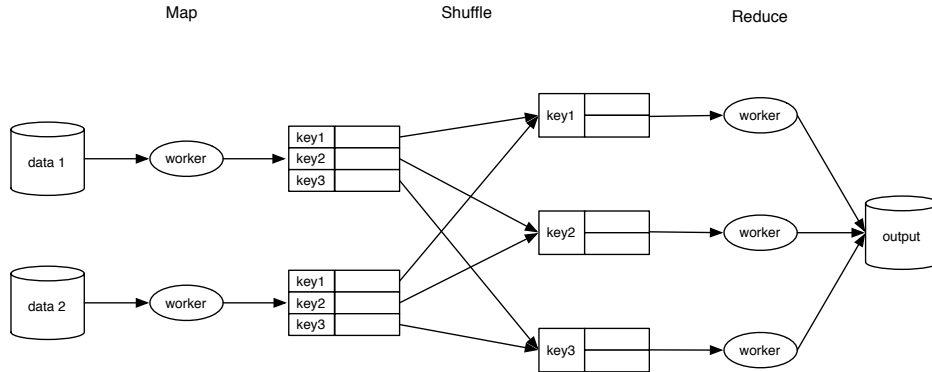 Map
Shuffle
Reduce
data 1
worker
key1
key2
key3
data 2
worker
key1
key2
key3
key1
key2
key3
worker
worker
worker
output